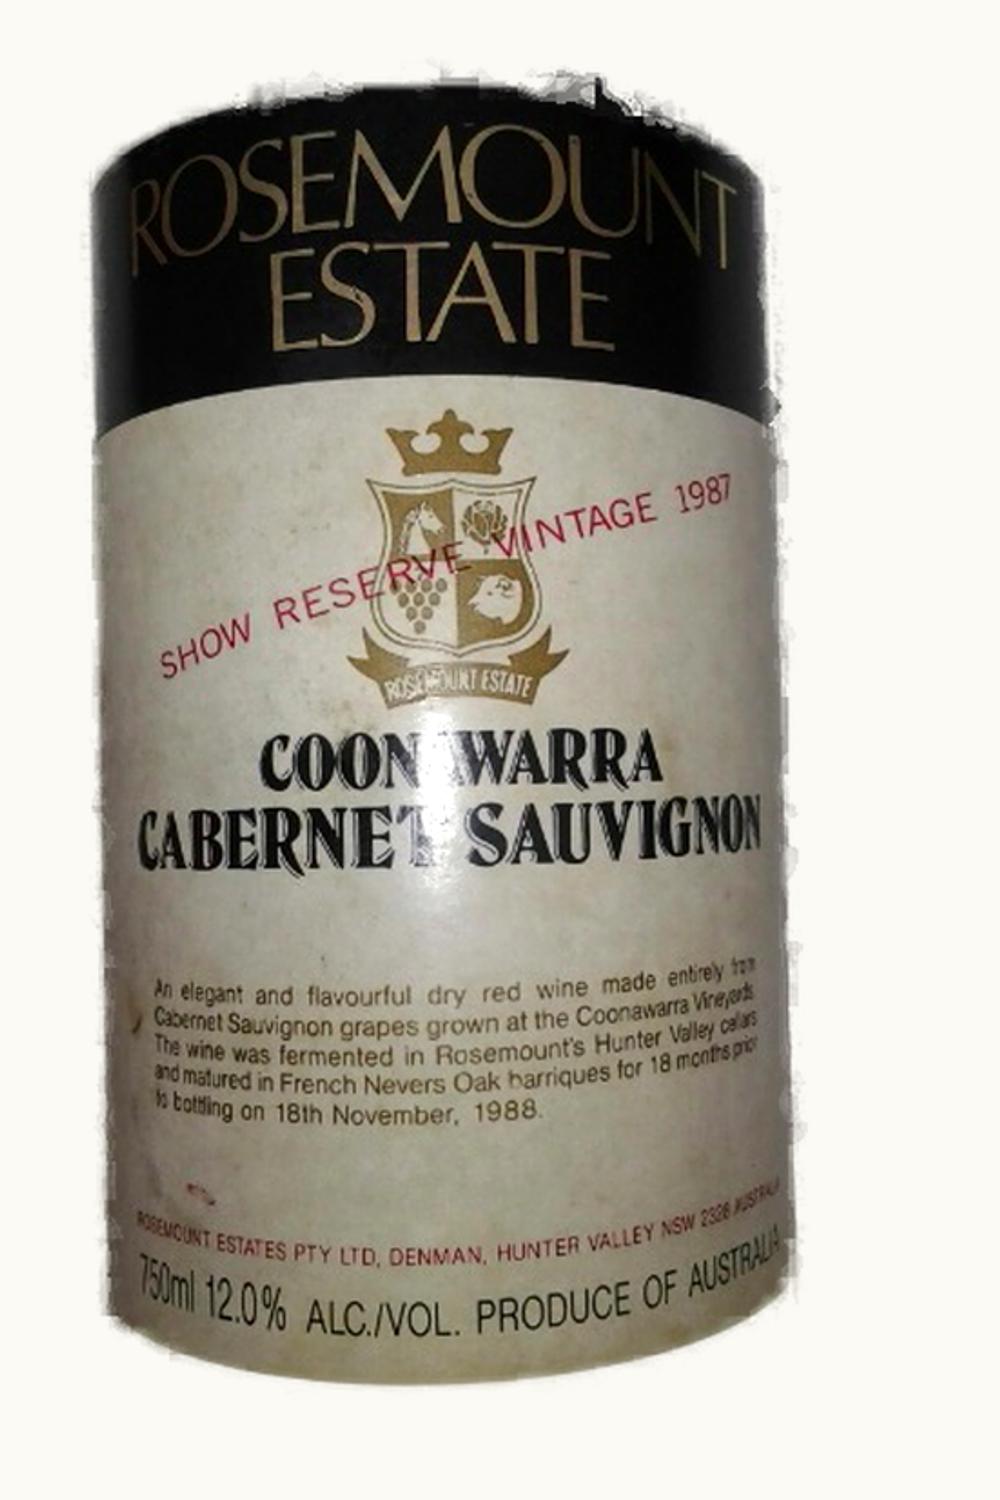 ROSEMOUNT
ESTATE
SHOW RESERVE VINTAGE 1987
ROSEMOUNT ESTATE
COONAWARRA
CABERNET SAUVIGNON
An elegant and flavourful dry red wine made entirely from
Cabernet Sauvignon grapes grown at the Coonawarra Vineyards
The wine was fermented in Rosemount's Hunter Valley cellars
and matured in French Nevers Oak barriques for 18 months prior
to bottling on 18th November, 1988.
ROSEMOUNT ESTATES PTY LTD, DENMAN, HUNTER VALLEY NSW 2328 AUSTRALIA
750ml 12.0% ALC./VOL. PRODUCE OF AUSTRALIA